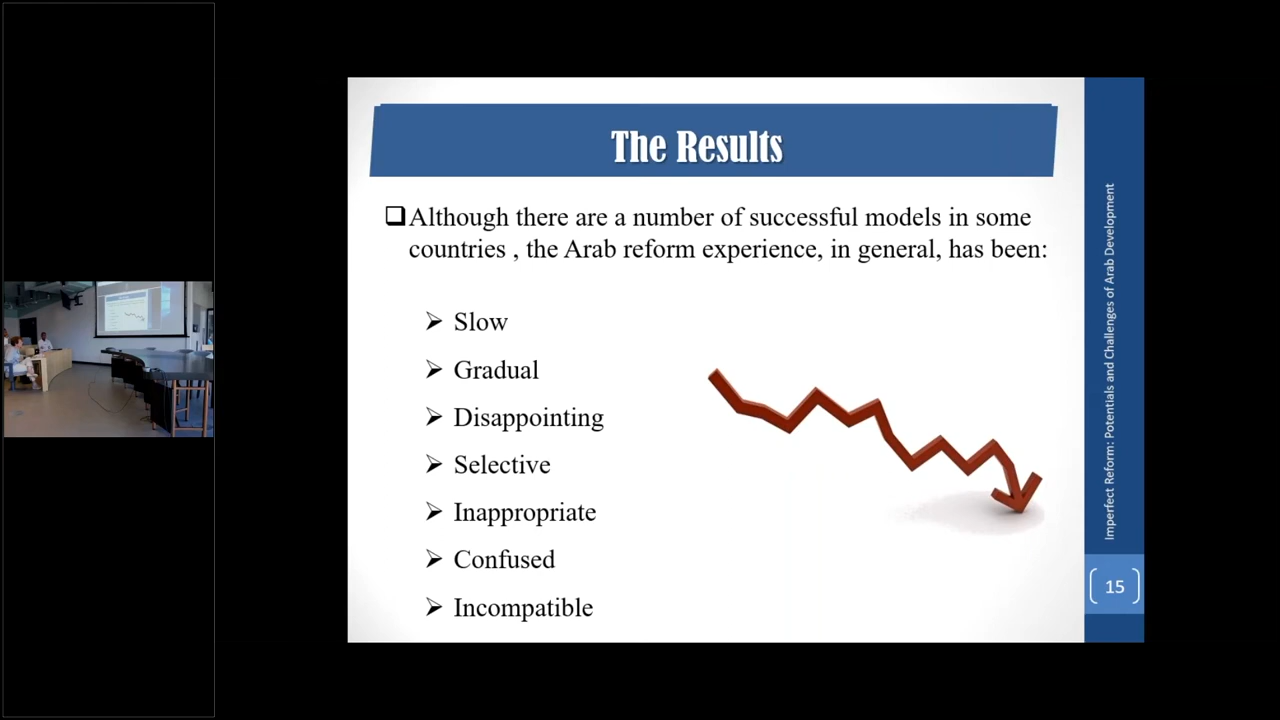 The Results
❑Although there are a number of successful models in some
countries , the Arab reform experience, in general, has been:
➢ Slow
➢ Gradual
➢ Disappointing
➢ Selective
➢ Inappropriate
➢ Confused
➢ Incompatible
Imperfect Reform: Potentials and Challenges of Arab Development
15